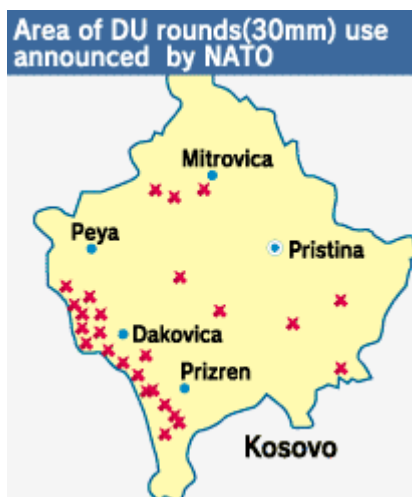 Area of DU rounds(30mm) use
announced by NATO
Mitrovica
Peya
Pristina
Dakovica
Prizren
Kosovo